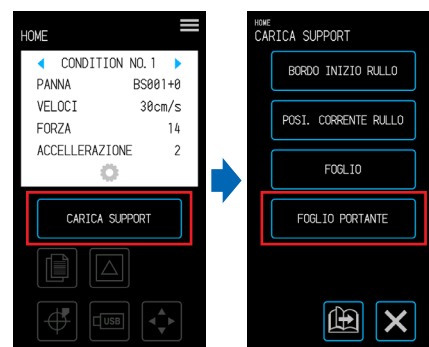 HOME
CONDITION NO.1
PANNA BS001+0
VELOCI 30cm/s
FORZA 14
ACCELLERAZIONE 2
CARICA SUPPORT
USB
HOME
CARICA SUPPORT
BORDO INIZIO RULLO
POSI. CORRENTE RULLO
FOGLIO
FOGLIO PORTANTE